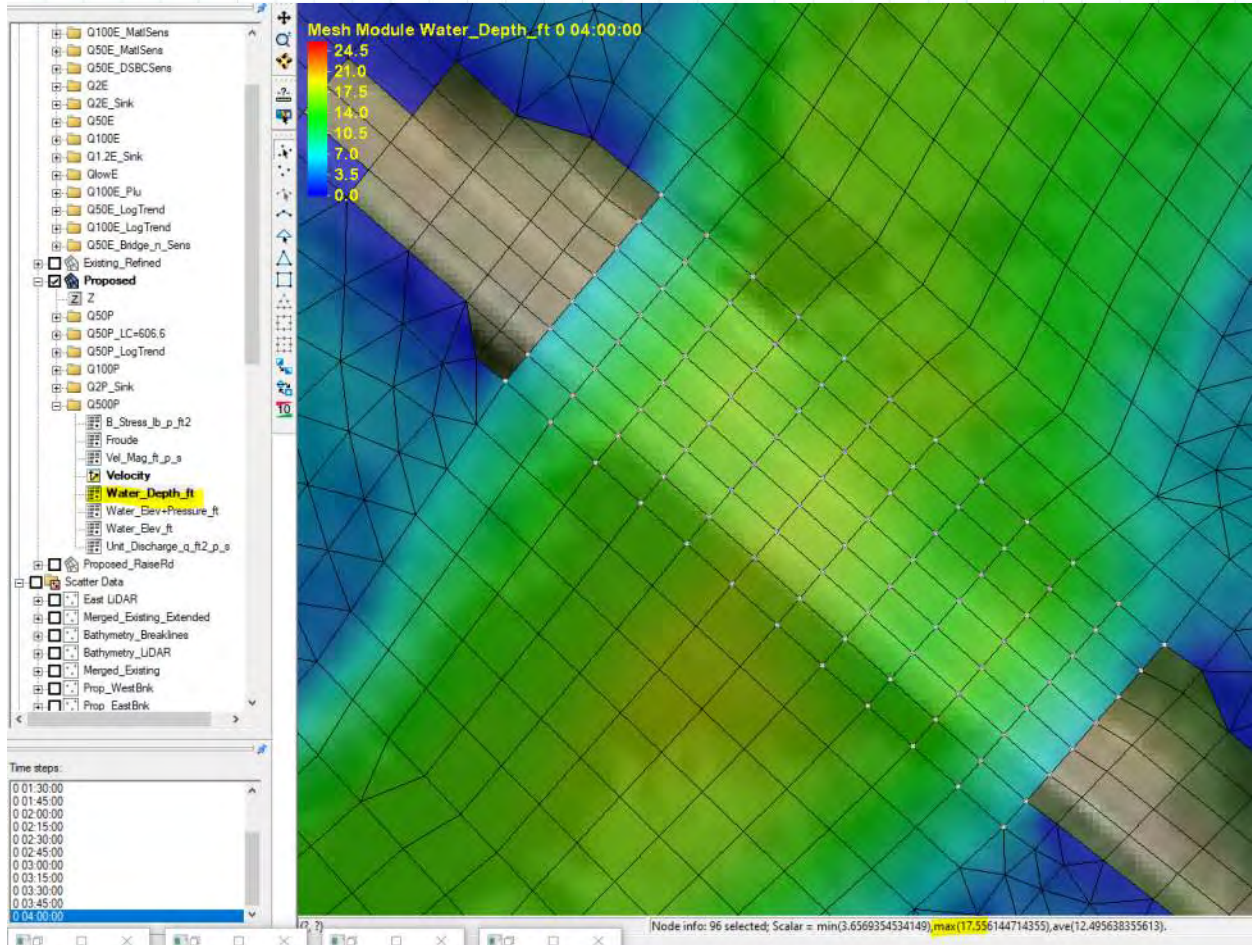 Q100E_MatlSens
Q50E_MatlSens
Q50E_DSBCSens
Q2E
Q2E_Sink
Q50E
Q100E
Q1.2E_Sink
QlowE
Q100E_Plu
Q50E_LogTrend
Q100E_LogTrend
Q50E_Bridge_n_Sens
Existing_Refined
Proposed
Z Z
Q50P
Q50P_LC=606.6
Q50P_LogTrend
Q100P
Q2P_Sink
Q500P
B_Stress_lb_p_ft2
Froude
Vel_Mag_ft_p_s
Velocity
Water_Depth_ft
Water_Elev+Pressure_ft
Water_Elev_ft
Unit_Discharge_q_ft2_p_s
Proposed_RaiseRd
Scatter Data
East LiDAR
Merged_Existing_Extended
Bathymetry_Breaklines
Bathymetry_LiDAR
Merged_Existing
Prop_WestBnk
Prop_EastBnk
Time steps:
0 01:30:00
0 01:45:00
0 02:00:00
0 02:15:00
0 02:30:00
0 02:45:00
0 03:00:00
0 03:15:00
0 03:30:00
0 03:45:00
0 04:00:00
-?-
10
Mesh Module Water_Depth_ft 0 04:00:00
24.5
21.0
17.5
14.0
10.5
7.0
3.5
0.0
(?, ?)
Node info: 96 selected; Scalar = min(3.6569354534149),max(17.556144714355),ave(12.495638355613).